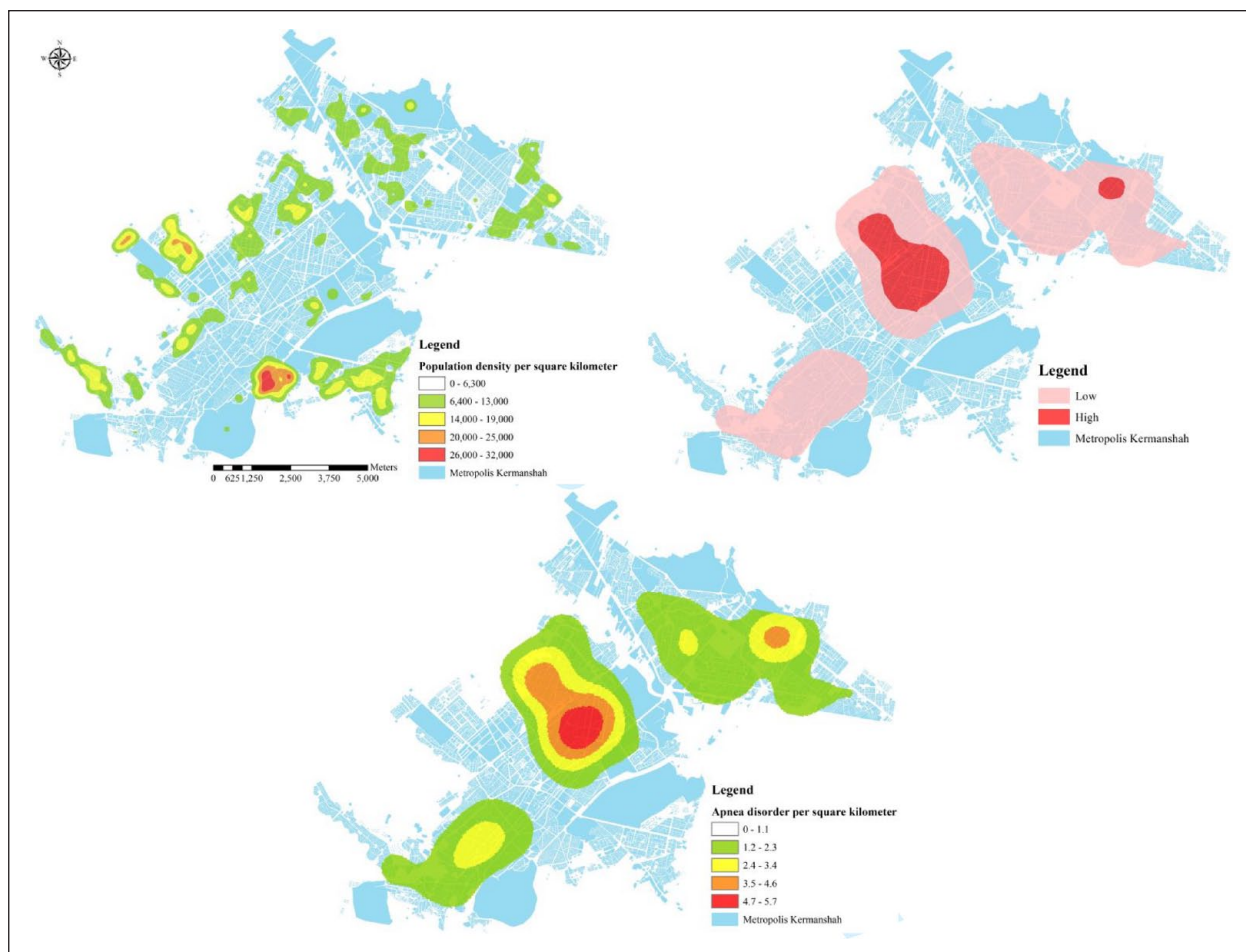 N
W E
S
Legend
Population density per square kilometer
0 - 6,300
6,400 - 13,000
14,000 - 19,000
20,000 - 25,000
26,000 - 32,000
Metropolis Kermanshah
Meters
0 625 1,250 2,500 3,750 5,000
Legend
Low
High
Metropolis Kermanshah
Legend
Apnea disorder per square kilometer
0 - 1.1
1.2 - 2.3
2.4 - 3.4
3.5 - 4.6
4.7 - 5.7
Metropolis Kermanshah